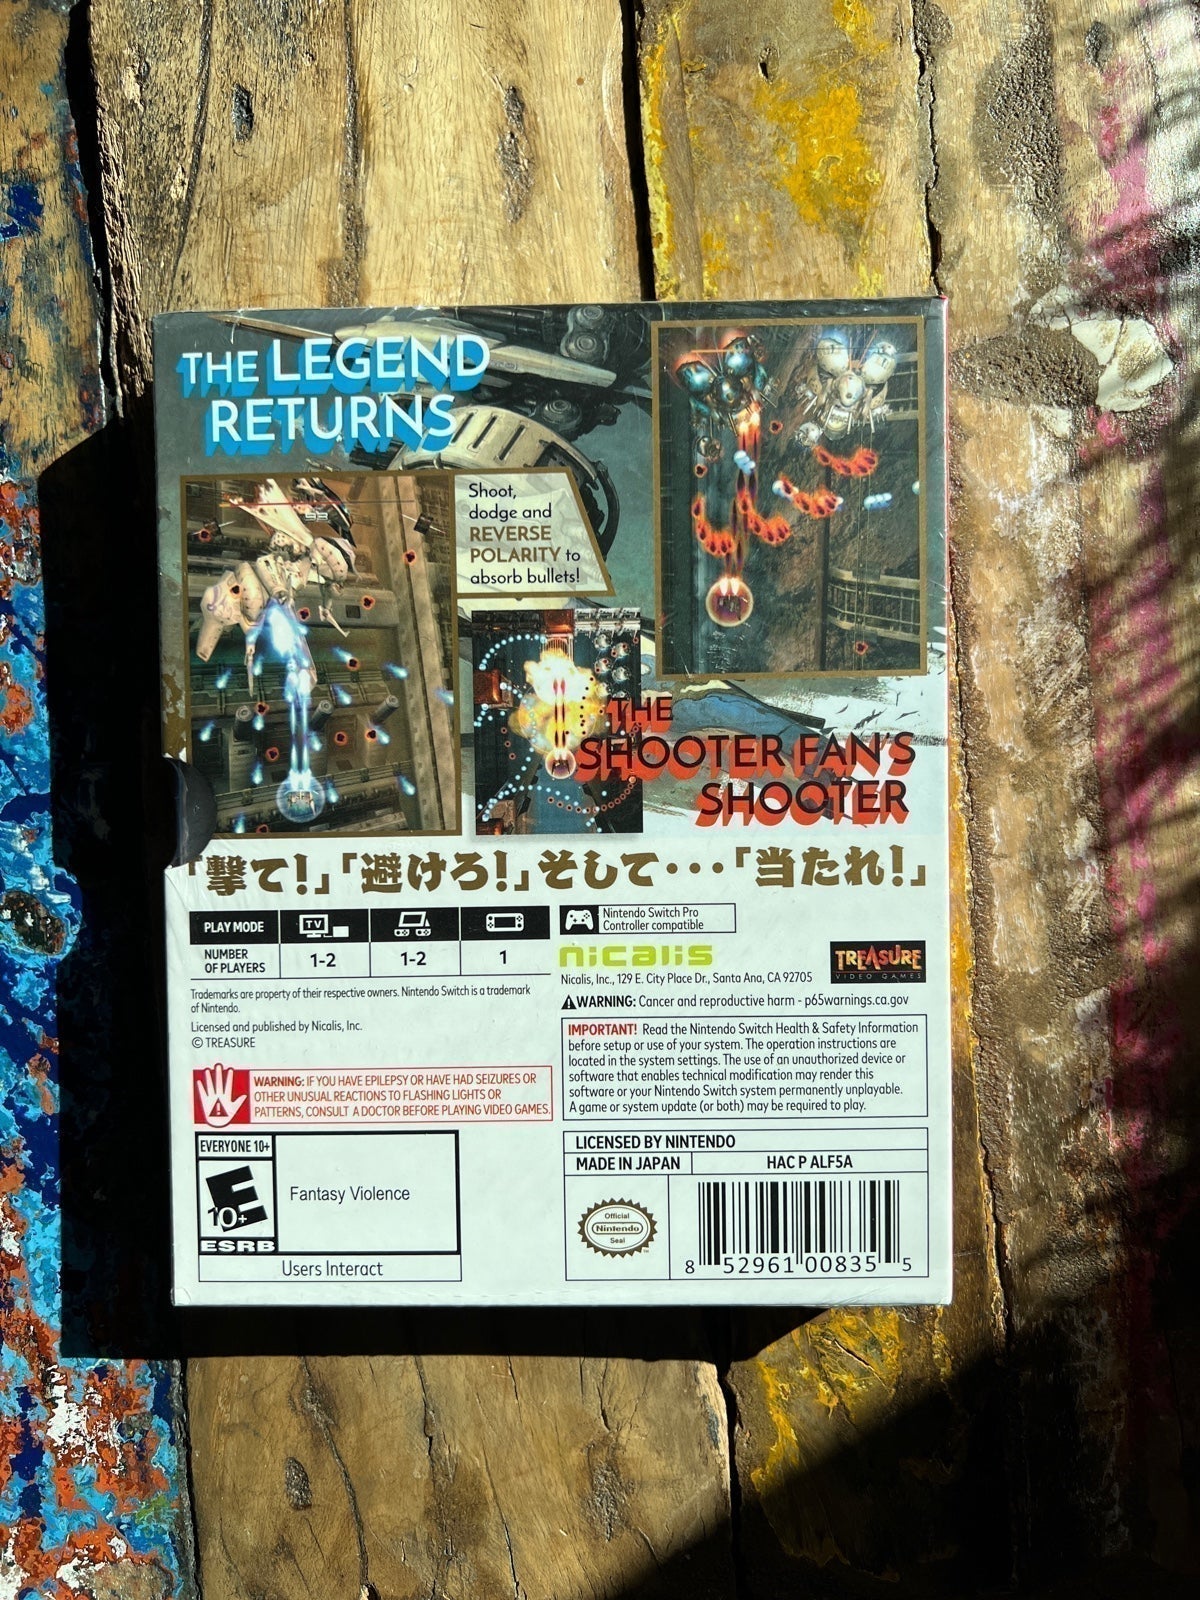 THE LEGEND
RETURNS
Shoot,
dodge and
REVERSE
POLARITY to
absorb bullets!
THE
SHOOTER FAN'S
SHOOTER
「撃て!」「避けろ!」そして・・・「当たれ!」
PLAY MODE
TV
NUMBER
OF PLAYERS
1-2
1-2
1
Nintendo Switch Pro
Controller compatible
nicalis
TREASURE
VIDEO GAMES
Nicalis, Inc., 129 E. City Place Dr., Santa Ana, CA 92705
WARNING: Cancer and reproductive harm - p65warnings.ca.gov
Trademarks are property of their respective owners. Nintendo Switch is a trademark
of Nintendo.
Licensed and published by Nicalis, Inc.
© TREASURE
IMPORTANT! Read the Nintendo Switch Health & Safety Information
before setup or use of your system. The operation instructions are
located in the system settings. The use of an unauthorized device or
software that enables technical modification may render this
software or your Nintendo Switch system permanently unplayable.
A game or system update (or both) may be required to play.
WARNING: IF YOU HAVE EPILEPSY OR HAVE HAD SEIZURES OR
OTHER UNUSUAL REACTIONS TO FLASHING LIGHTS OR
PATTERNS, CONSULT A DOCTOR BEFORE PLAYING VIDEO GAMES.
EVERYONE 10+
E
10+
ESRB
Fantasy Violence
Users Interact
LICENSED BY NINTENDO
MADE IN JAPAN
HAC P ALF5A
Official
Nintendo
Seal
8 52961 00835 5